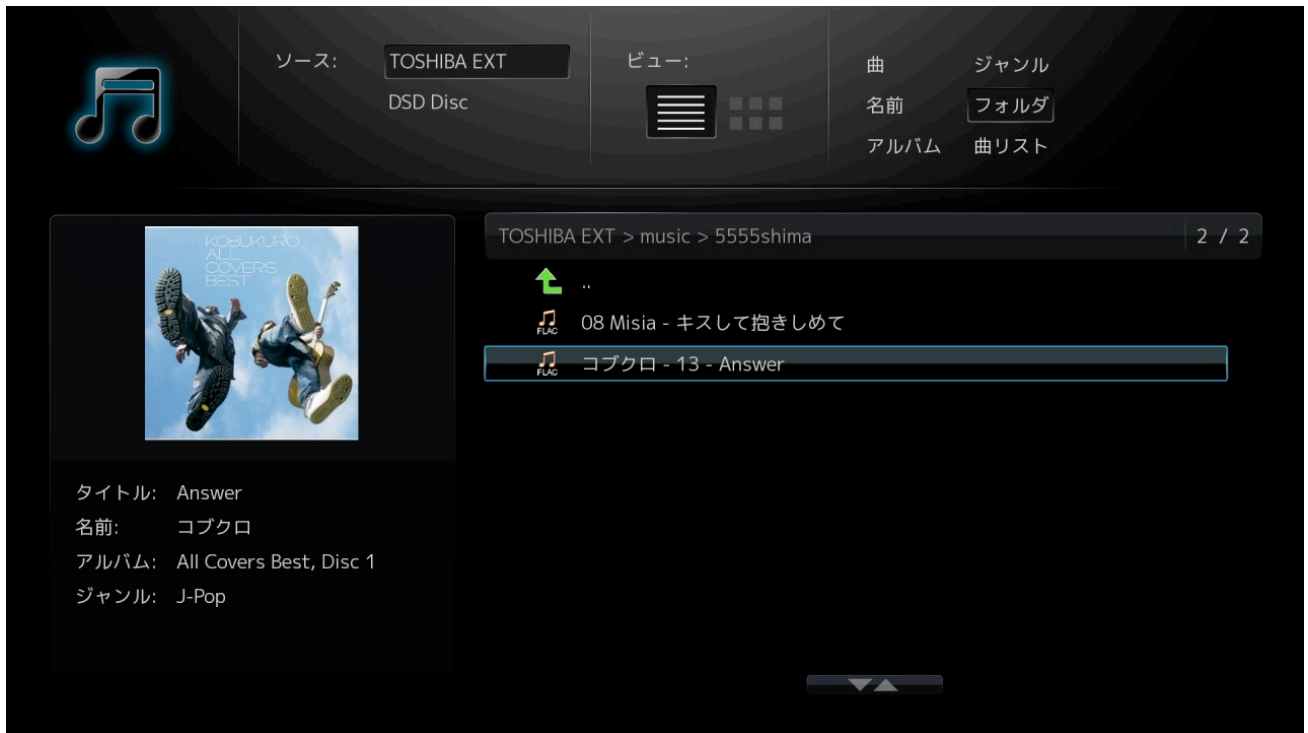 ソース:
TOSHIBA EXT
DSD Disc
ビュー:
曲 ジャンル
名前 フォルダ
アルバム 曲リスト
KOBUKURO
ALL
COVERS
BEST
タイトル: Answer
名前: コブクロ
アルバム: All Covers Best, Disc 1
ジャンル: J-Pop
TOSHIBA EXT > music > 5555shima 2 / 2
..
FLAC 08 Misia - キスして抱きしめて
FLAC コブクロ - 13 - Answer